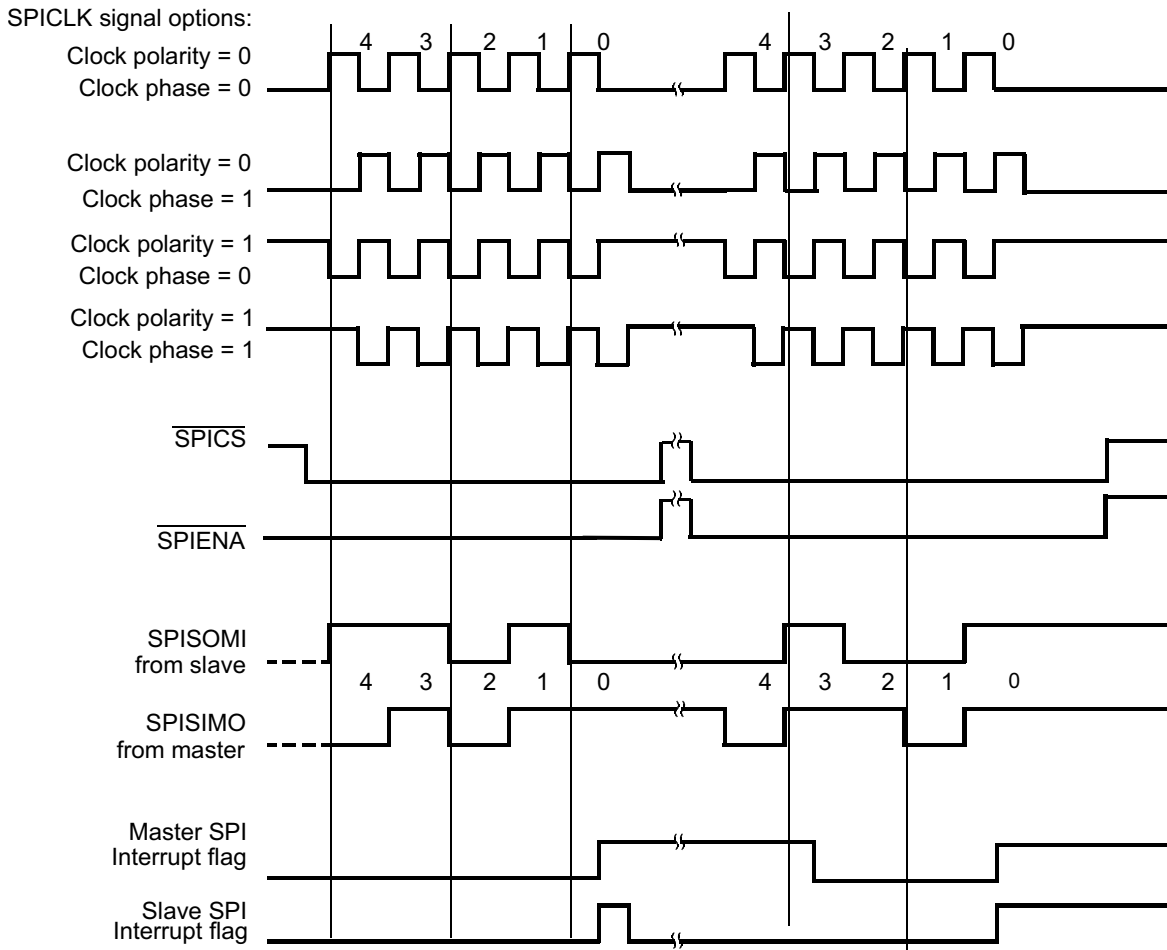 SPICLK signal options:
4 3 2 1 0 4 3 2 1 0
Clock polarity = 0
Clock phase = 0
Clock polarity = 0
Clock phase = 1
Clock polarity = 1
Clock phase = 0
Clock polarity = 1
Clock phase = 1
SPICS
SPIENA
SPISOMI
from slave
4 3 2 1 0 4 3 2 1 0
SPISIMO
from master
Master SPI
Interrupt flag
Slave SPI
Interrupt flag